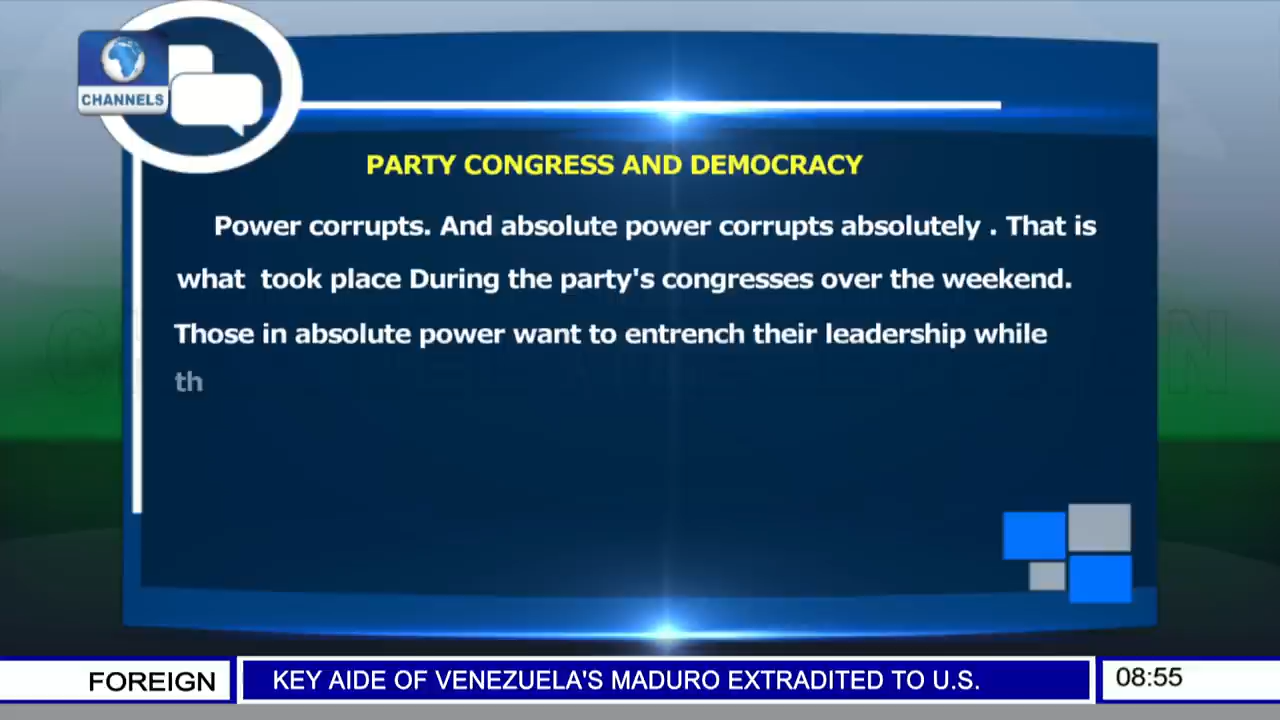 CHANNELS
PARTY CONGRESS AND DEMOCRACY
Power corrupts. And absolute power corrupts absolutely . That is
what took place During the party's congresses over the weekend.
Those in absolute power want to entrench their leadership while
th
FOREIGN
KEY AIDE OF VENEZUELA'S MADURO EXTRADITED TO U.S.
08:55